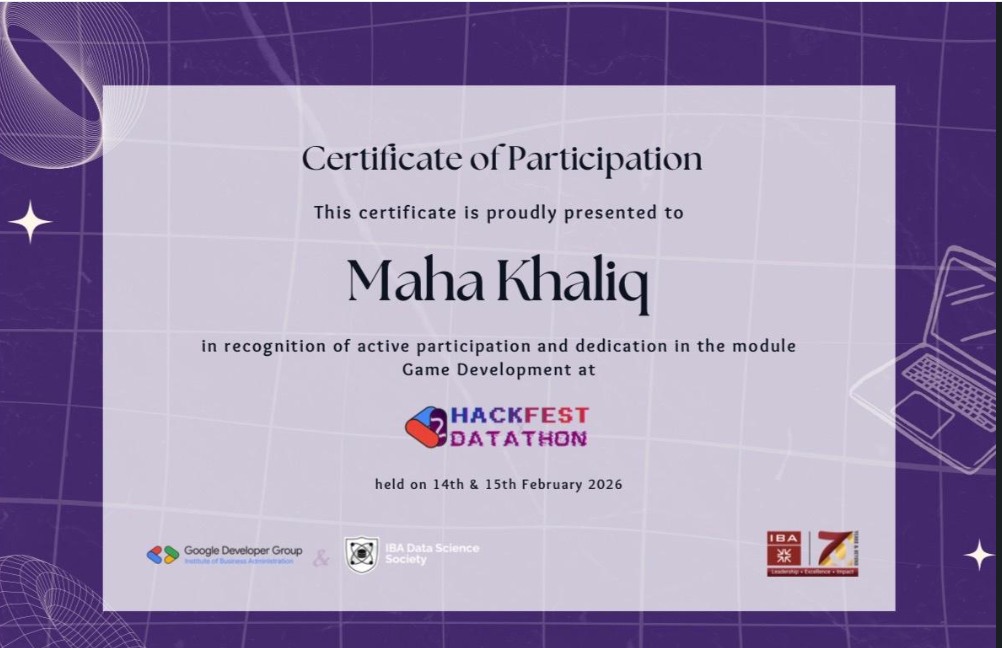 Certificate of Participation
This certificate is proudly presented to
Maha Khaliq
in recognition of active participation and dedication in the module
Game Development at
HACKFEST
DATATHON
held on 14th & 15th February 2026
Google Developer Group
Institute of Business Administration
&
IBA Data Science
Society
IBA
Leadership • Excellence • Impact